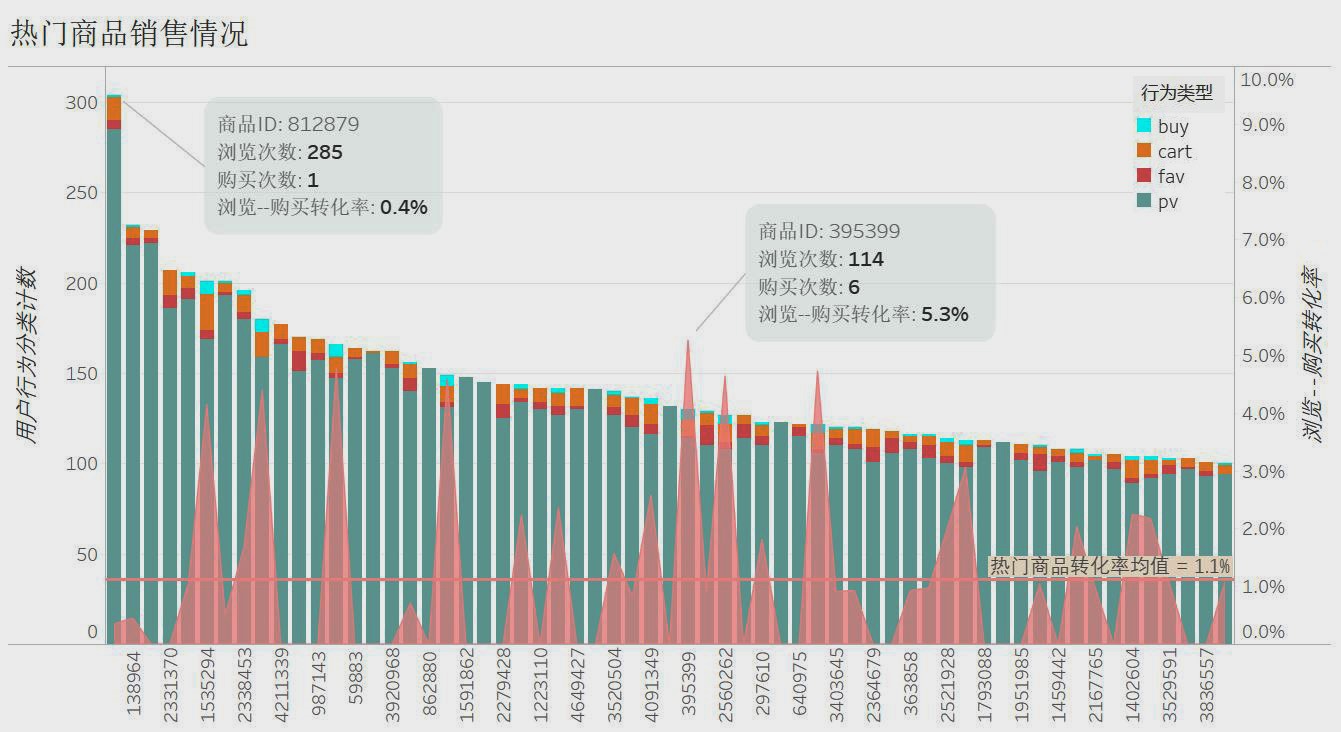 热门商品销售情况
行为类型
buy
cart
fav
pv
商品ID: 812879
浏览次数: 285
购买次数: 1
浏览--购买转化率: 0.4%
商品ID: 395399
浏览次数: 114
购买次数: 6
浏览--购买转化率: 5.3%
热门商品转化率均值 = 1.1%
用户行为分类计数
300
250
200
150
100
50
0
10.0%
9.0%
8.0%
7.0%
6.0%
5.0%
4.0%
3.0%
2.0%
1.0%
0.0%
浏览--购买转化率
138964
2331370
1535294
2338453
4211339
987143
59883
3920968
862880
1591862
2279428
1223110
4649427
3520504
4091349
395399
2560262
297610
640975
3403645
2364679
363858
2521928
1793088
1951985
1459442
2167765
1402604
3529591
3836557